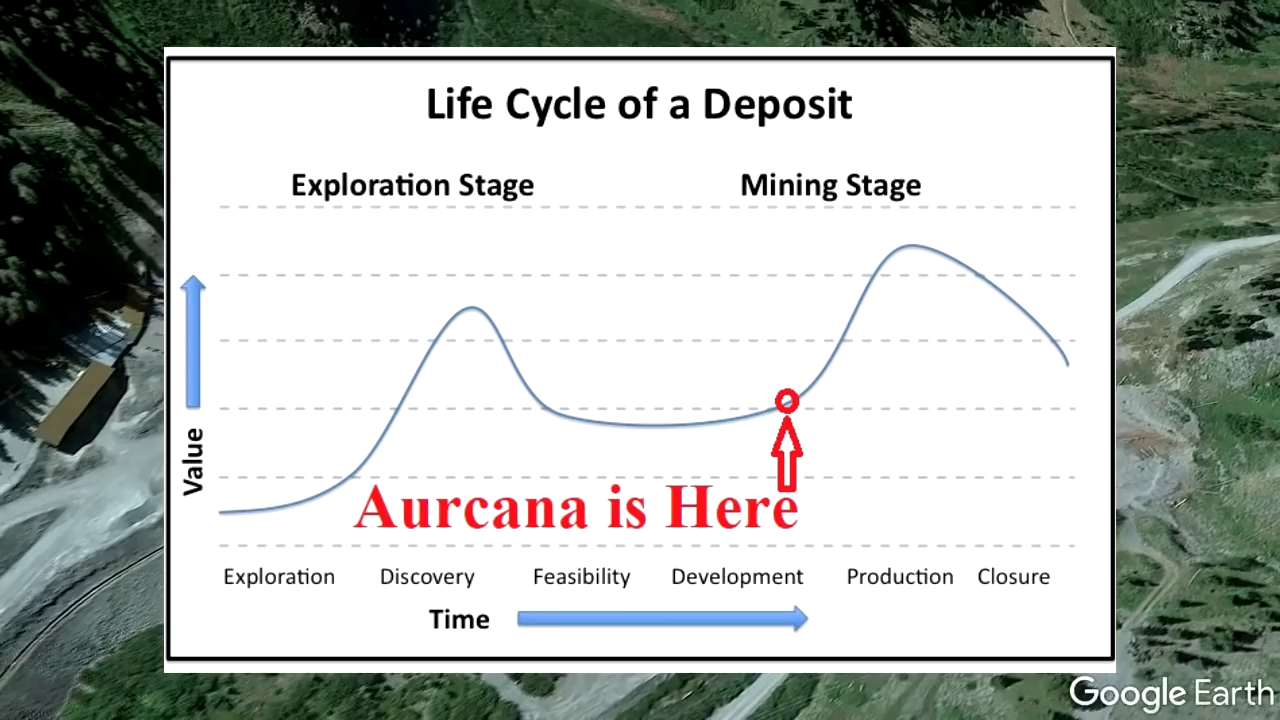 Life Cycle of a Deposit
Exploration Stage
Mining Stage
Value
Aurcana is Here
Exploration Discovery Feasibility Development Production Closure
Time
Google Earth